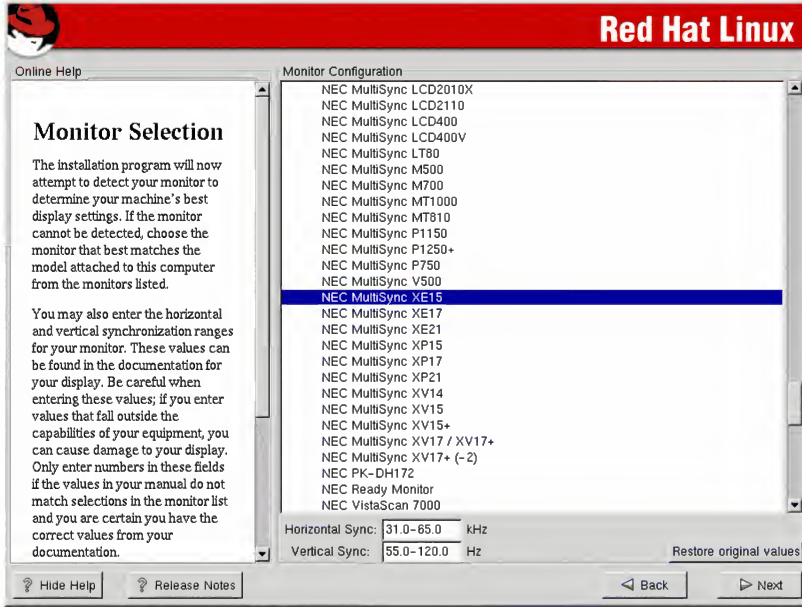 Red Hat Linux
Online Help
Monitor Selection
The installation program will now
attempt to detect your monitor to
determine your machine's best
display settings. If the monitor
cannot be detected, choose the
monitor that best matches the
model attached to this computer
from the monitors listed.
You may also enter the horizontal
and vertical synchronization ranges
for your monitor. These values can
be found in the documentation for
your display. Be careful when
entering these values; if you enter
values that fall outside the
capabilities of your equipment, you
can cause damage to your display.
Only enter numbers in these fields
if the values in your manual do not
match selections in the monitor list
and you are certain you have the
correct values from your
documentation.
Monitor Configuration
NEC MultiSync LCD2010X
NEC MultiSync LCD2110
NEC MultiSync LCD400
NEC MultiSync LCD400V
NEC MultiSync LT80
NEC MultiSync M500
NEC MultiSync M700
NEC MultiSync MT1000
NEC MultiSync MT810
NEC MultiSync P1150
NEC MultiSync P1250+
NEC MultiSync P750
NEC MultiSync V500
NEC MultiSync XE15
NEC MultiSync XE17
NEC MultiSync XE21
NEC MultiSync XP15
NEC MultiSync XP17
NEC MultiSync XP21
NEC MultiSync XV14
NEC MultiSync XV15
NEC MultiSync XV15+
NEC MultiSync XV17 / XV17+
NEC MultiSync XV17+ (-2)
NEC PK-DH172
NEC Ready Monitor
NEC VistaScan 7000
Horizontal Sync: 31.0-65.0 kHz
Vertical Sync: 55.0-120.0 Hz
Restore original values
Hide Help
Release Notes
Back
Next